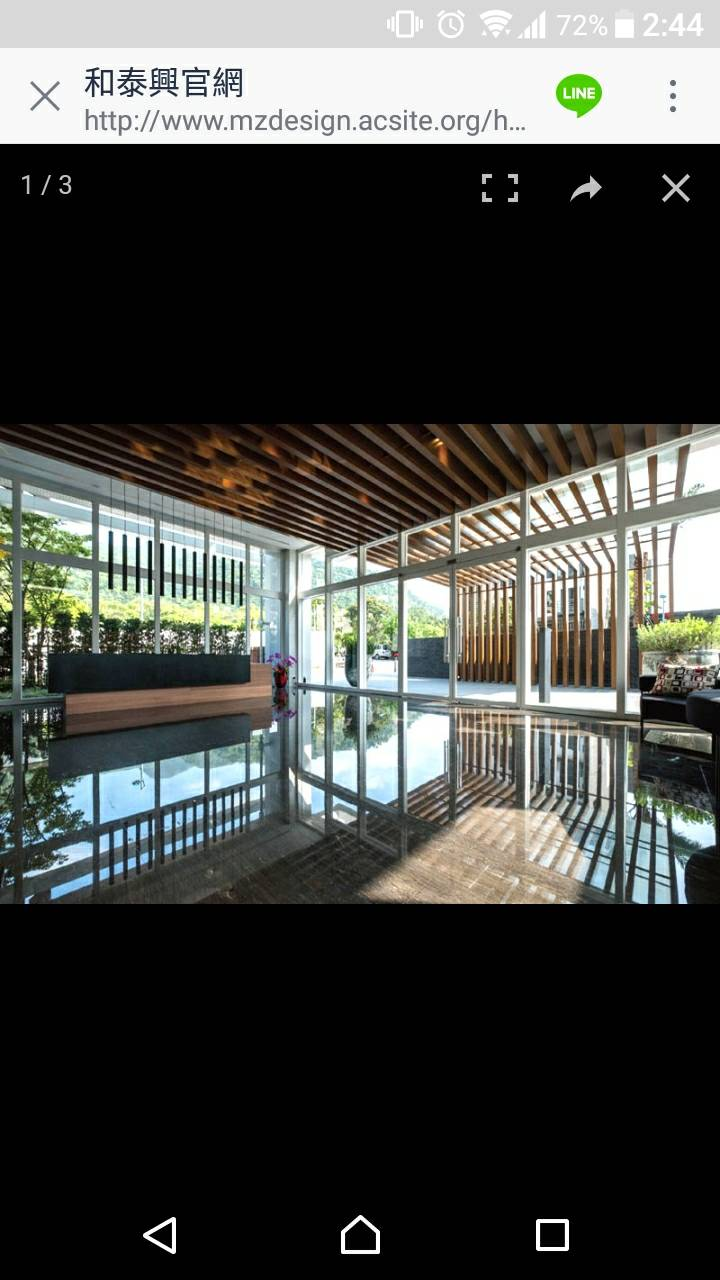 72% 2:44
和泰興官網
http://www.mzdesign.acsite.org/h...
LINE
1 / 3